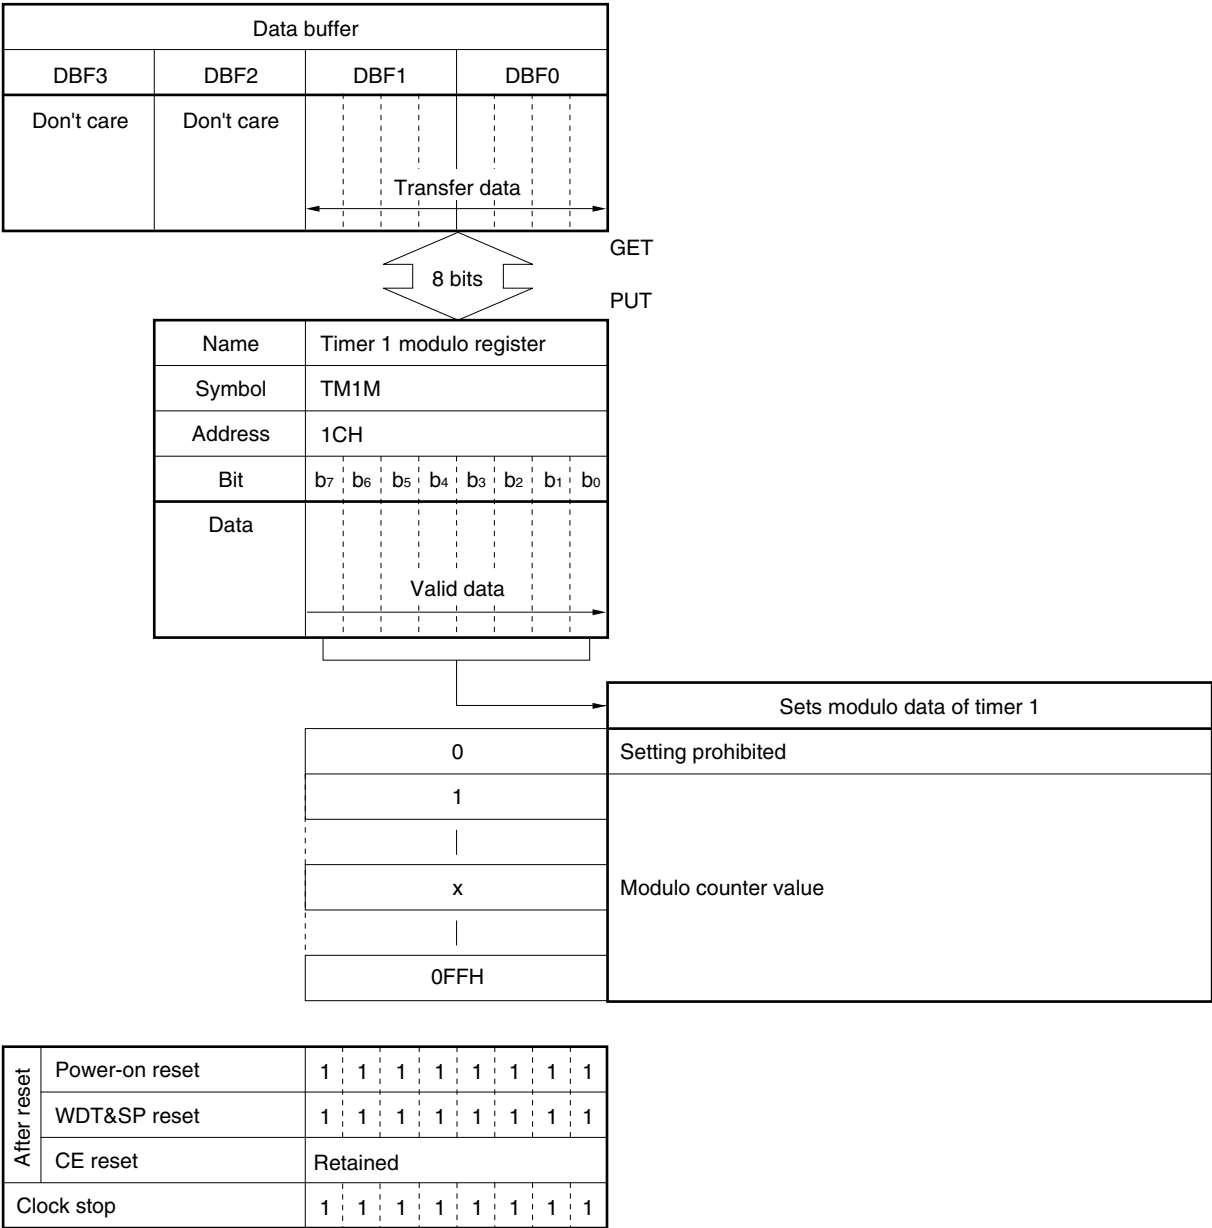 Data buffer
DBF3 DBF2 DBF1 DBF0
Don't care Don't care
Transfer data
GET
8 bits
PUT
Name Timer 1 modulo register
Symbol TM1M
Address 1CH
Bit b7 b6 b5 b4 b3 b2 b1 b0
Data
Valid data
Sets modulo data of timer 1
0 Setting prohibited
1
x Modulo counter value
0FFH
After reset
Power-on reset 1 1 1 1 1 1 1 1
WDT&SP reset 1 1 1 1 1 1 1 1
CE reset Retained
Clock stop 1 1 1 1 1 1 1 1